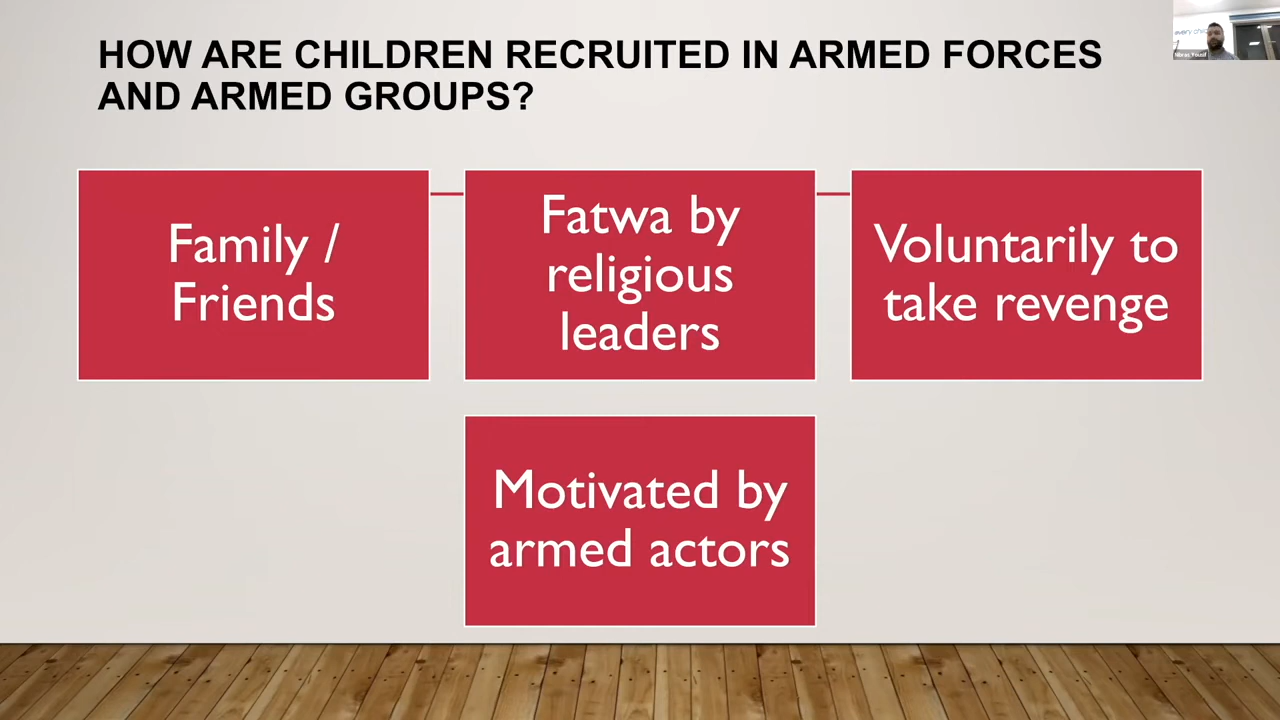 HOW ARE CHILDREN RECRUITED IN ARMED FORCES
AND ARMED GROUPS?
Family /
Friends
Fatwa by
religious
leaders
Voluntarily to
take revenge
Motivated by
armed actors